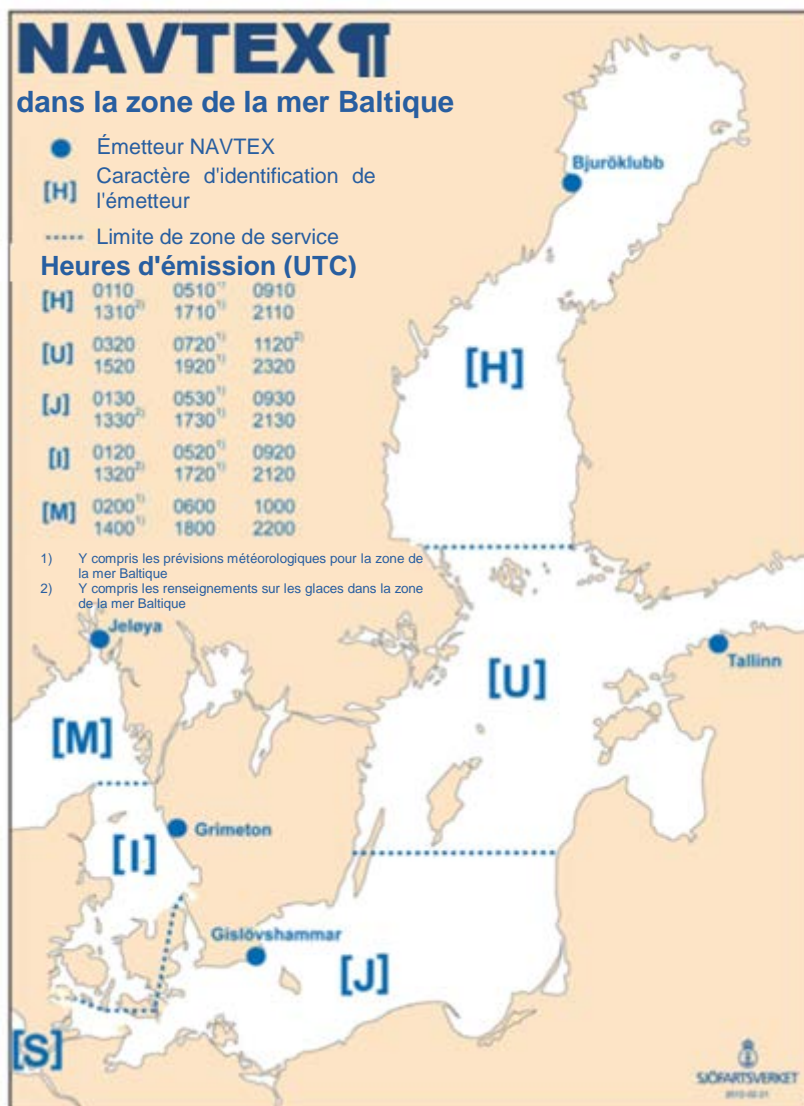 NAVTEX¶
dans la zone de la mer Baltique
Émetteur NAVTEX
[H] Caractère d'identification de
l'émetteur
Limite de zone de service
Heures d'émission (UTC)
[H] 0110 0510¹⁾ 0910
1310²⁾ 1710¹⁾ 2110
[U] 0320 0720¹⁾ 1120²⁾
1520 1920¹⁾ 2320
[J] 0130 0530¹⁾ 0930
1330²⁾ 1730¹⁾ 2130
[I] 0120 0520¹⁾ 0920
1320²⁾ 1720¹⁾ 2120
[M] 0200¹⁾ 0600 1000
1400¹⁾ 1800 2200
1) Y compris les prévisions météorologiques pour la zone de
la mer Baltique
2) Y compris les renseignements sur les glaces dans la zone
de la mer Baltique
Bjuröklubb
[H]
Jeløya
Tallinn
[U]
[M]
Grimeton
[I]
Gislövshammar
[J]
[S]
SJÖFARTSVERKET